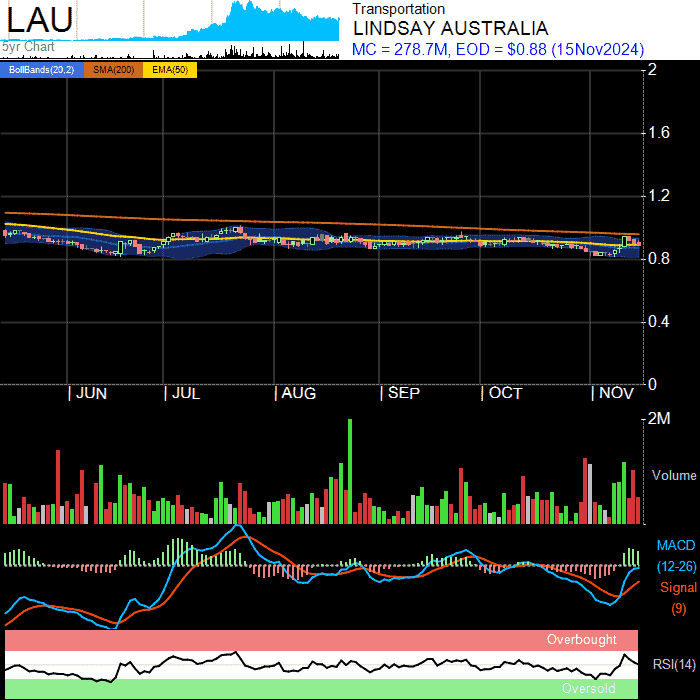 LAU
5yr Chart
Transportation
LINDSAY AUSTRALIA
MC = 278.7M, EOD = $0.88 (15Nov2024)
BollBands(20,2) SMA(200) EMA(50)
2
1.6
1.2
0.8
0.4
0
JUN JUL AUG SEP OCT NOV
2M
Volume
MACD
(12-26)
Signal
(9)
Overbought
RSI(14)
Oversold